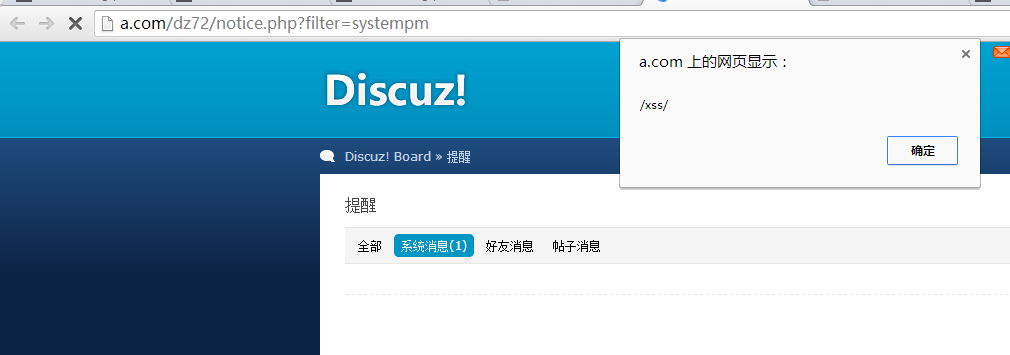 a.com/dz72/notice.php?filter=systempm
a.com 上的网页显示：
/xss/
确定
Discuz!
Discuz! Board » 提醒
提醒
全部 系统消息(1) 好友消息 帖子消息